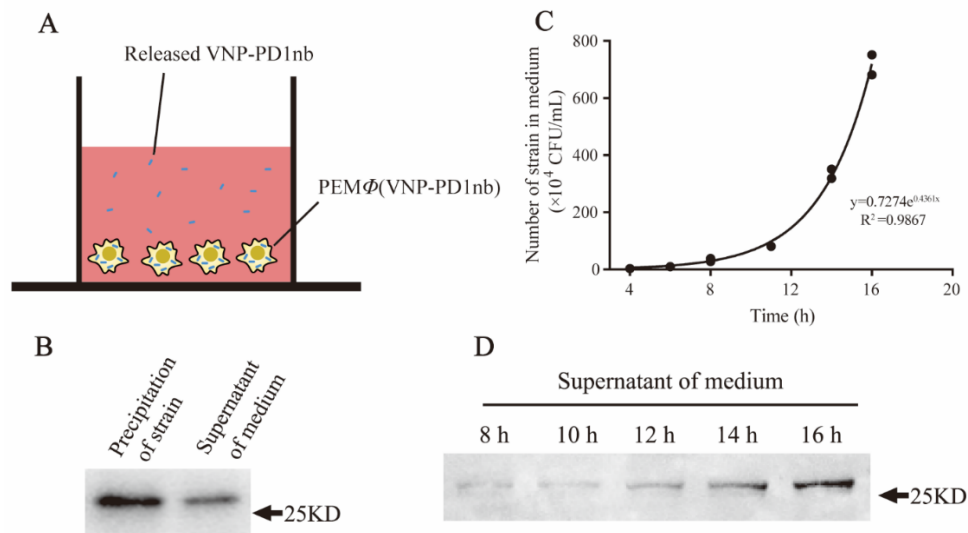 A
Released VNP-PD1nb
PEMΦ(VNP-PD1nb)
B
Precipitation
of strain
Supernatant
of medium
25KD
C
Number of strain in medium
(×10⁴ CFU/mL)
800
600
400
200
0
4
8
12
16
20
Time (h)
y=0.7274e^0.4361x
R²=0.9867
D
Supernatant of medium
8 h
10 h
12 h
14 h
16 h
25KD